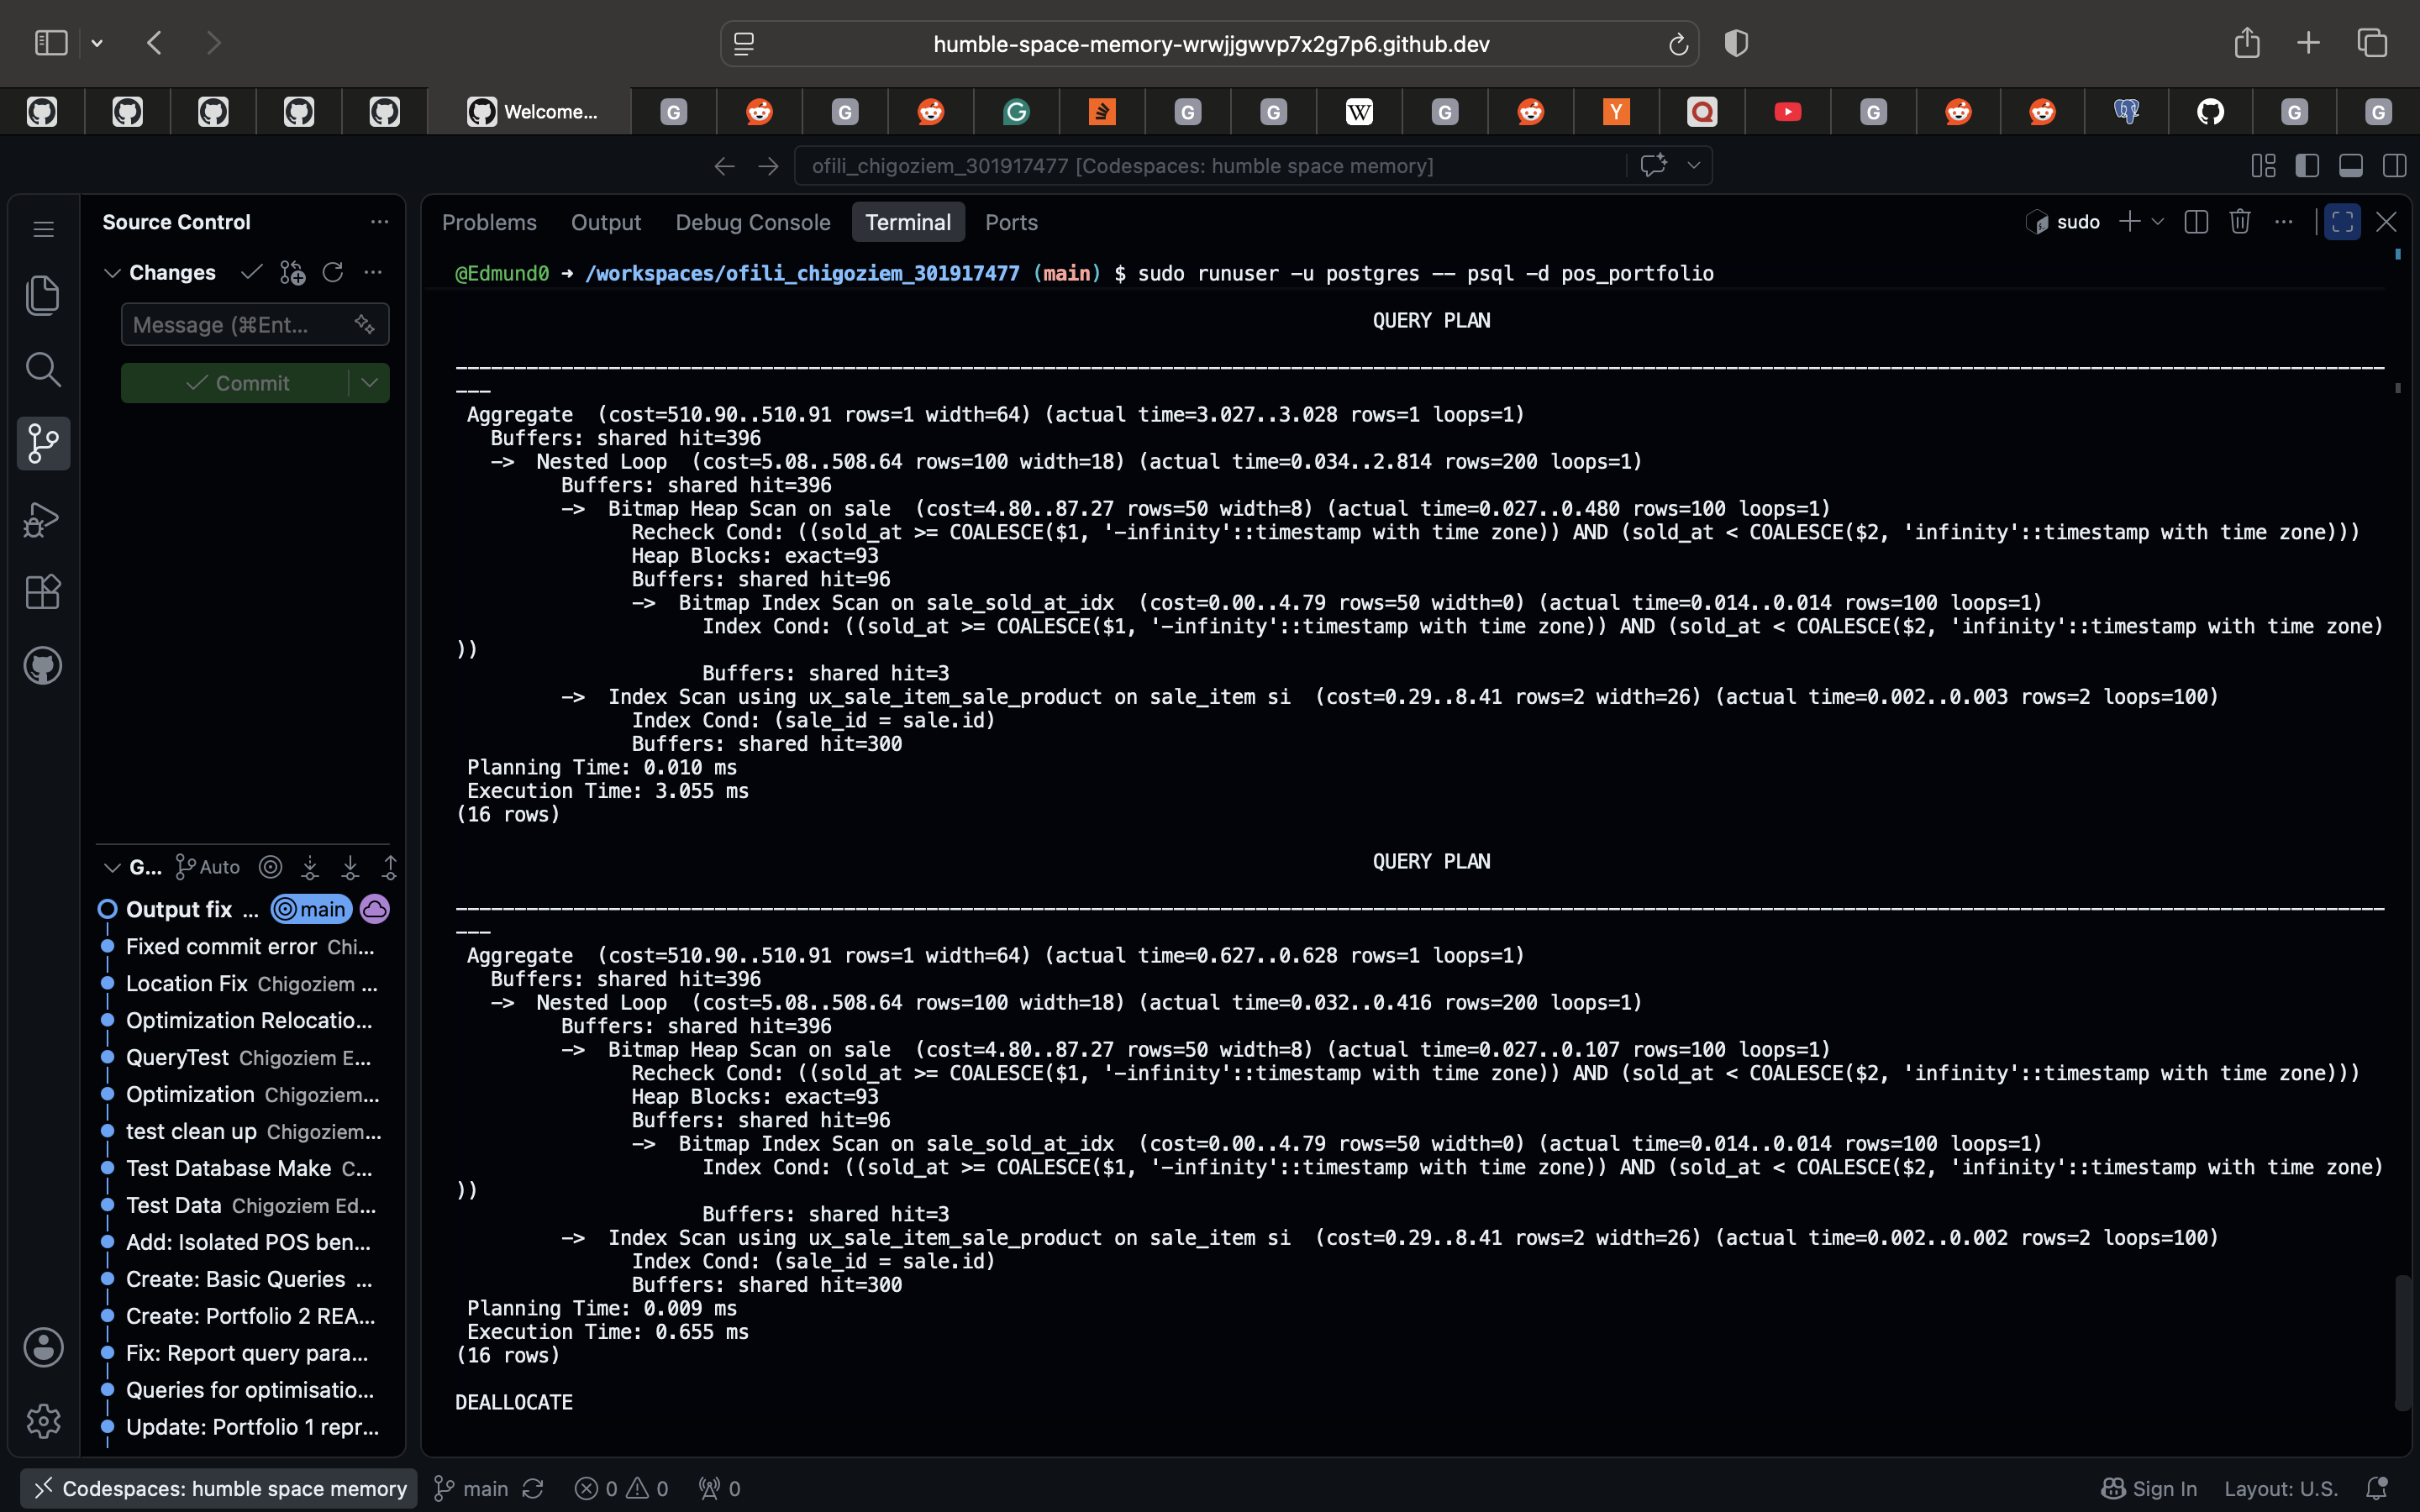 humble-space-memory-wrwjjgwvp7x2g7p6.github.dev
Welcome...
ofili_chigoziem_301917477 [Codespaces: humble space memory]
Source Control
Changes
Message (⌘Ent...
Commit
G...
Auto
Output fix ...
main
Fixed commit error Chi...
Location Fix Chigoziem ...
Optimization Relocatio...
QueryTest Chigoziem E...
Optimization Chigoziem...
test clean up Chigoziem...
Test Database Make C...
Test Data Chigoziem Ed...
Add: Isolated POS ben...
Create: Basic Queries ...
Create: Portfolio 2 REA...
Fix: Report query para...
Queries for optimisatio...
Update: Portfolio 1 repr...
Problems Output Debug Console Terminal Ports
sudo
@Edmund0 ➜ /workspaces/ofili_chigoziem_301917477 (main) $ sudo runuser -u postgres -- psql -d pos_portfolio
QUERY PLAN
--------------------------------------------------------------------------------------------------------------------------------------------------------------------
---
Aggregate (cost=510.90..510.91 rows=1 width=64) (actual time=3.027..3.028 rows=1 loops=1)
Buffers: shared hit=396
-> Nested Loop (cost=5.08..508.64 rows=100 width=18) (actual time=0.034..2.814 rows=200 loops=1)
Buffers: shared hit=396
-> Bitmap Heap Scan on sale (cost=4.80..87.27 rows=50 width=8) (actual time=0.027..0.480 rows=100 loops=1)
Recheck Cond: ((sold_at >= COALESCE($1, '-infinity'::timestamp with time zone)) AND (sold_at < COALESCE($2, 'infinity'::timestamp with time zone)))
Heap Blocks: exact=93
Buffers: shared hit=96
-> Bitmap Index Scan on sale_sold_at_idx (cost=0.00..4.79 rows=50 width=0) (actual time=0.014..0.014 rows=100 loops=1)
Index Cond: ((sold_at >= COALESCE($1, '-infinity'::timestamp with time zone)) AND (sold_at < COALESCE($2, 'infinity'::timestamp with time zone)
))
Buffers: shared hit=3
-> Index Scan using ux_sale_item_sale_product on sale_item si (cost=0.29..8.41 rows=2 width=26) (actual time=0.002..0.003 rows=2 loops=100)
Index Cond: (sale_id = sale.id)
Buffers: shared hit=300
Planning Time: 0.010 ms
Execution Time: 3.055 ms
(16 rows)
QUERY PLAN
--------------------------------------------------------------------------------------------------------------------------------------------------------------------
---
Aggregate (cost=510.90..510.91 rows=1 width=64) (actual time=0.627..0.628 rows=1 loops=1)
Buffers: shared hit=396
-> Nested Loop (cost=5.08..508.64 rows=100 width=18) (actual time=0.032..0.416 rows=200 loops=1)
Buffers: shared hit=396
-> Bitmap Heap Scan on sale (cost=4.80..87.27 rows=50 width=8) (actual time=0.027..0.107 rows=100 loops=1)
Recheck Cond: ((sold_at >= COALESCE($1, '-infinity'::timestamp with time zone)) AND (sold_at < COALESCE($2, 'infinity'::timestamp with time zone)))
Heap Blocks: exact=93
Buffers: shared hit=96
-> Bitmap Index Scan on sale_sold_at_idx (cost=0.00..4.79 rows=50 width=0) (actual time=0.014..0.014 rows=100 loops=1)
Index Cond: ((sold_at >= COALESCE($1, '-infinity'::timestamp with time zone)) AND (sold_at < COALESCE($2, 'infinity'::timestamp with time zone)
))
Buffers: shared hit=3
-> Index Scan using ux_sale_item_sale_product on sale_item si (cost=0.29..8.41 rows=2 width=26) (actual time=0.002..0.002 rows=2 loops=100)
Index Cond: (sale_id = sale.id)
Buffers: shared hit=300
Planning Time: 0.009 ms
Execution Time: 0.655 ms
(16 rows)
DEALLOCATE
Codespaces: humble space memory main 0 0 0 Sign In Layout: U.S.